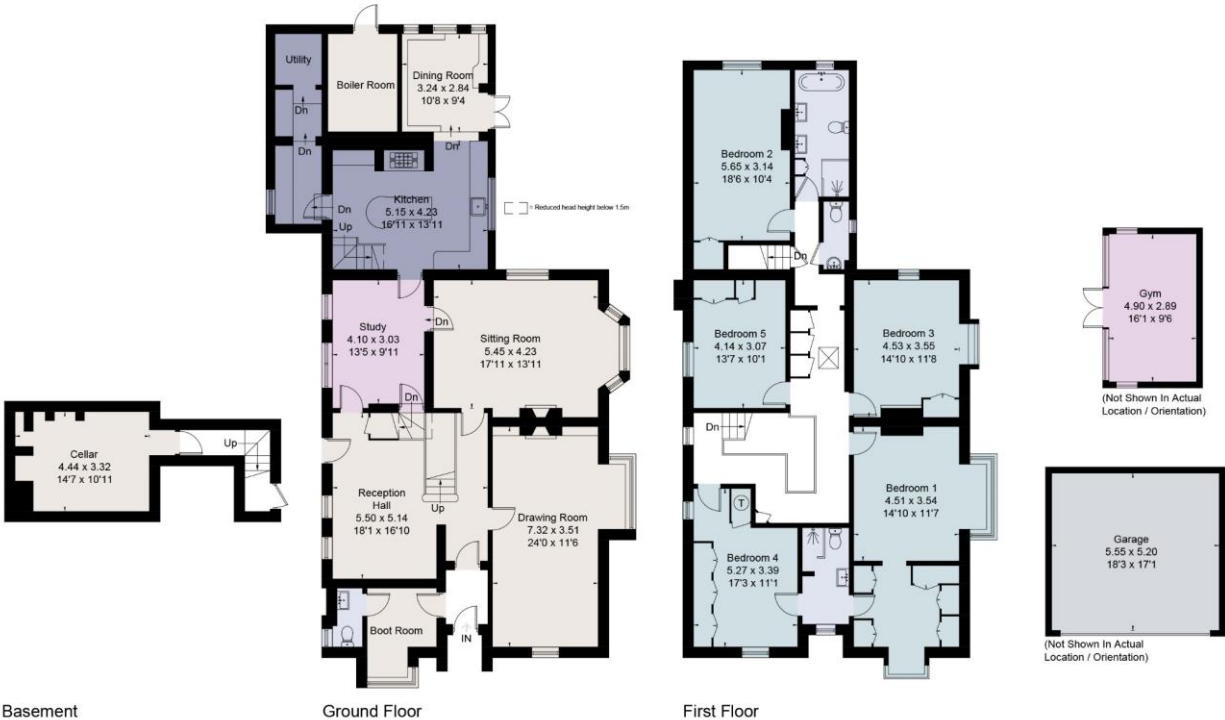 Utility
Dn
Dn
Boiler Room
Dining Room
3.24 x 2.84
10'8 x 9'4
Dn
Kitchen
5.15 x 4.23
16'11 x 13'11
Dn
Up
= Reduced head height below 1.5m
Study
4.10 x 3.03
13'5 x 9'11
Dn
Dn
Sitting Room
5.45 x 4.23
17'11 x 13'11
Cellar
4.44 x 3.32
14'7 x 10'11
Up
Reception
Hall
5.50 x 5.14
18'1 x 16'10
Up
Drawing Room
7.32 x 3.51
24'0 x 11'6
Boot Room
IN
Bedroom 2
5.65 x 3.14
18'6 x 10'4
Dn
Bedroom 5
4.14 x 3.07
13'7 x 10'1
Bedroom 3
4.53 x 3.55
14'10 x 11'8
Dn
T
Bedroom 1
4.51 x 3.54
14'10 x 11'7
Bedroom 4
5.27 x 3.39
17'3 x 11'1
Gym
4.90 x 2.89
16'1 x 9'6
(Not Shown In Actual
Location / Orientation)
Garage
5.55 x 5.20
18'3 x 17'1
(Not Shown In Actual
Location / Orientation)
Basement
Ground Floor
First Floor